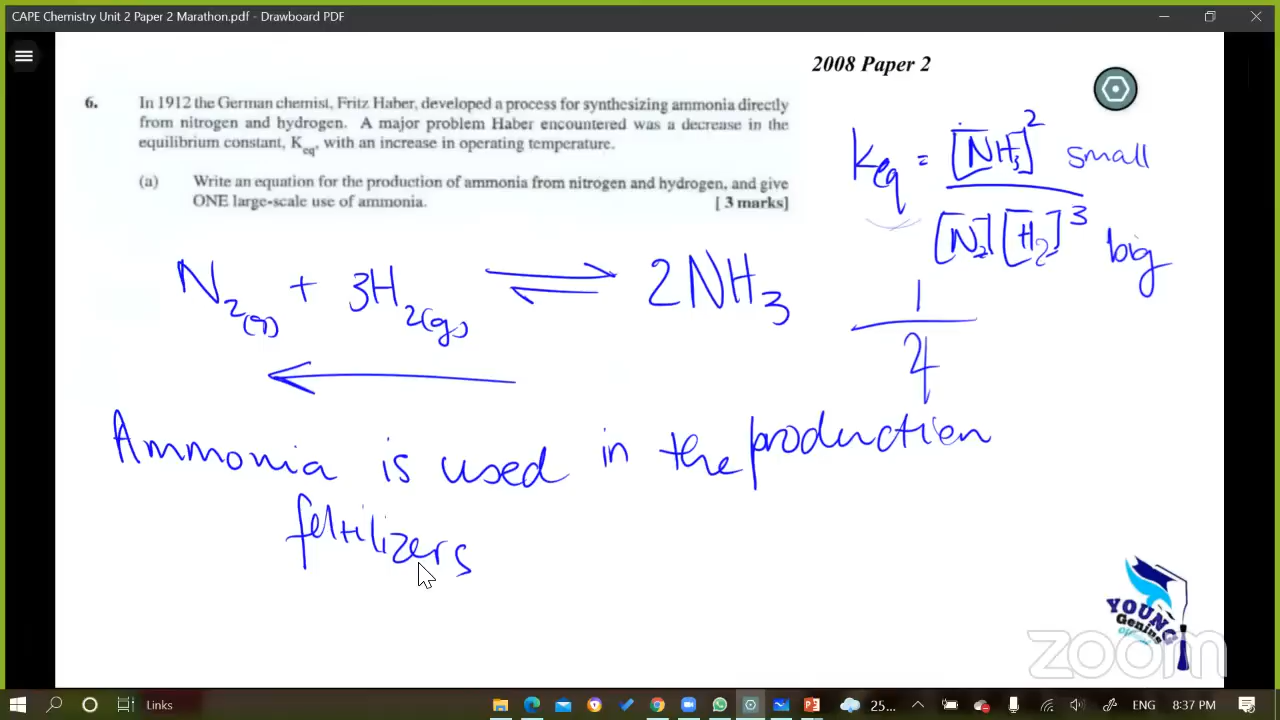 CAPE Chemistry Unit 2 Paper 2 Marathon.pdf - Drawboard PDF
2008 Paper 2
6. In 1912 the German chemist, Fritz Haber, developed a process for synthesizing ammonia directly
from nitrogen and hydrogen. A major problem Haber encountered was a decrease in the
equilibrium constant, Keq, with an increase in operating temperature.
(a) Write an equation for the production of ammonia from nitrogen and hydrogen, and give
ONE large-scale use of ammonia. [ 3 marks]
Keq = [NH3]² small
[N2][H2]³ big
1
4
N2(g) + 3H2(g) ⇌ 2NH3
←
Ammonia is used in the production
fertilizers
YOUNG
Genius
zoom
Links
25...
ENG
8:37 PM